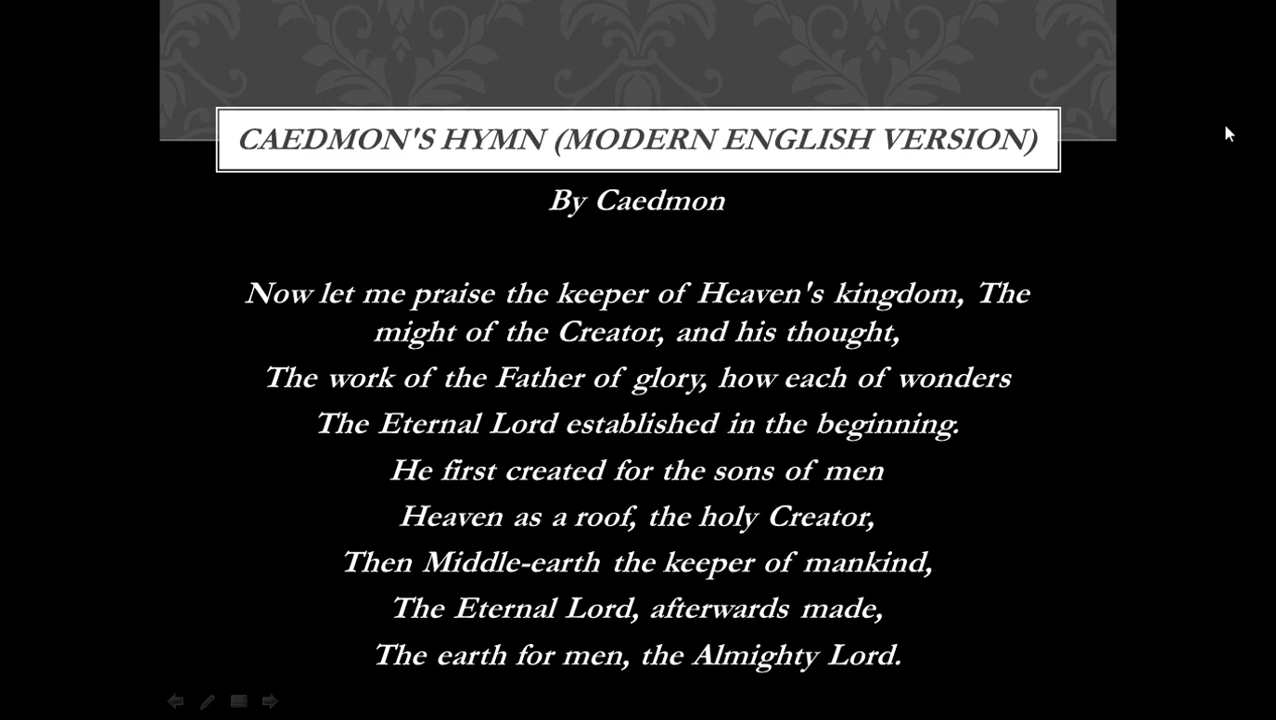 CAEDMON'S HYMN (MODERN ENGLISH VERSION)
By Caedmon
Now let me praise the keeper of Heaven's kingdom, The
might of the Creator, and his thought,
The work of the Father of glory, how each of wonders
The Eternal Lord established in the beginning.
He first created for the sons of men
Heaven as a roof, the holy Creator,
Then Middle-earth the keeper of mankind,
The Eternal Lord, afterwards made,
The earth for men, the Almighty Lord.